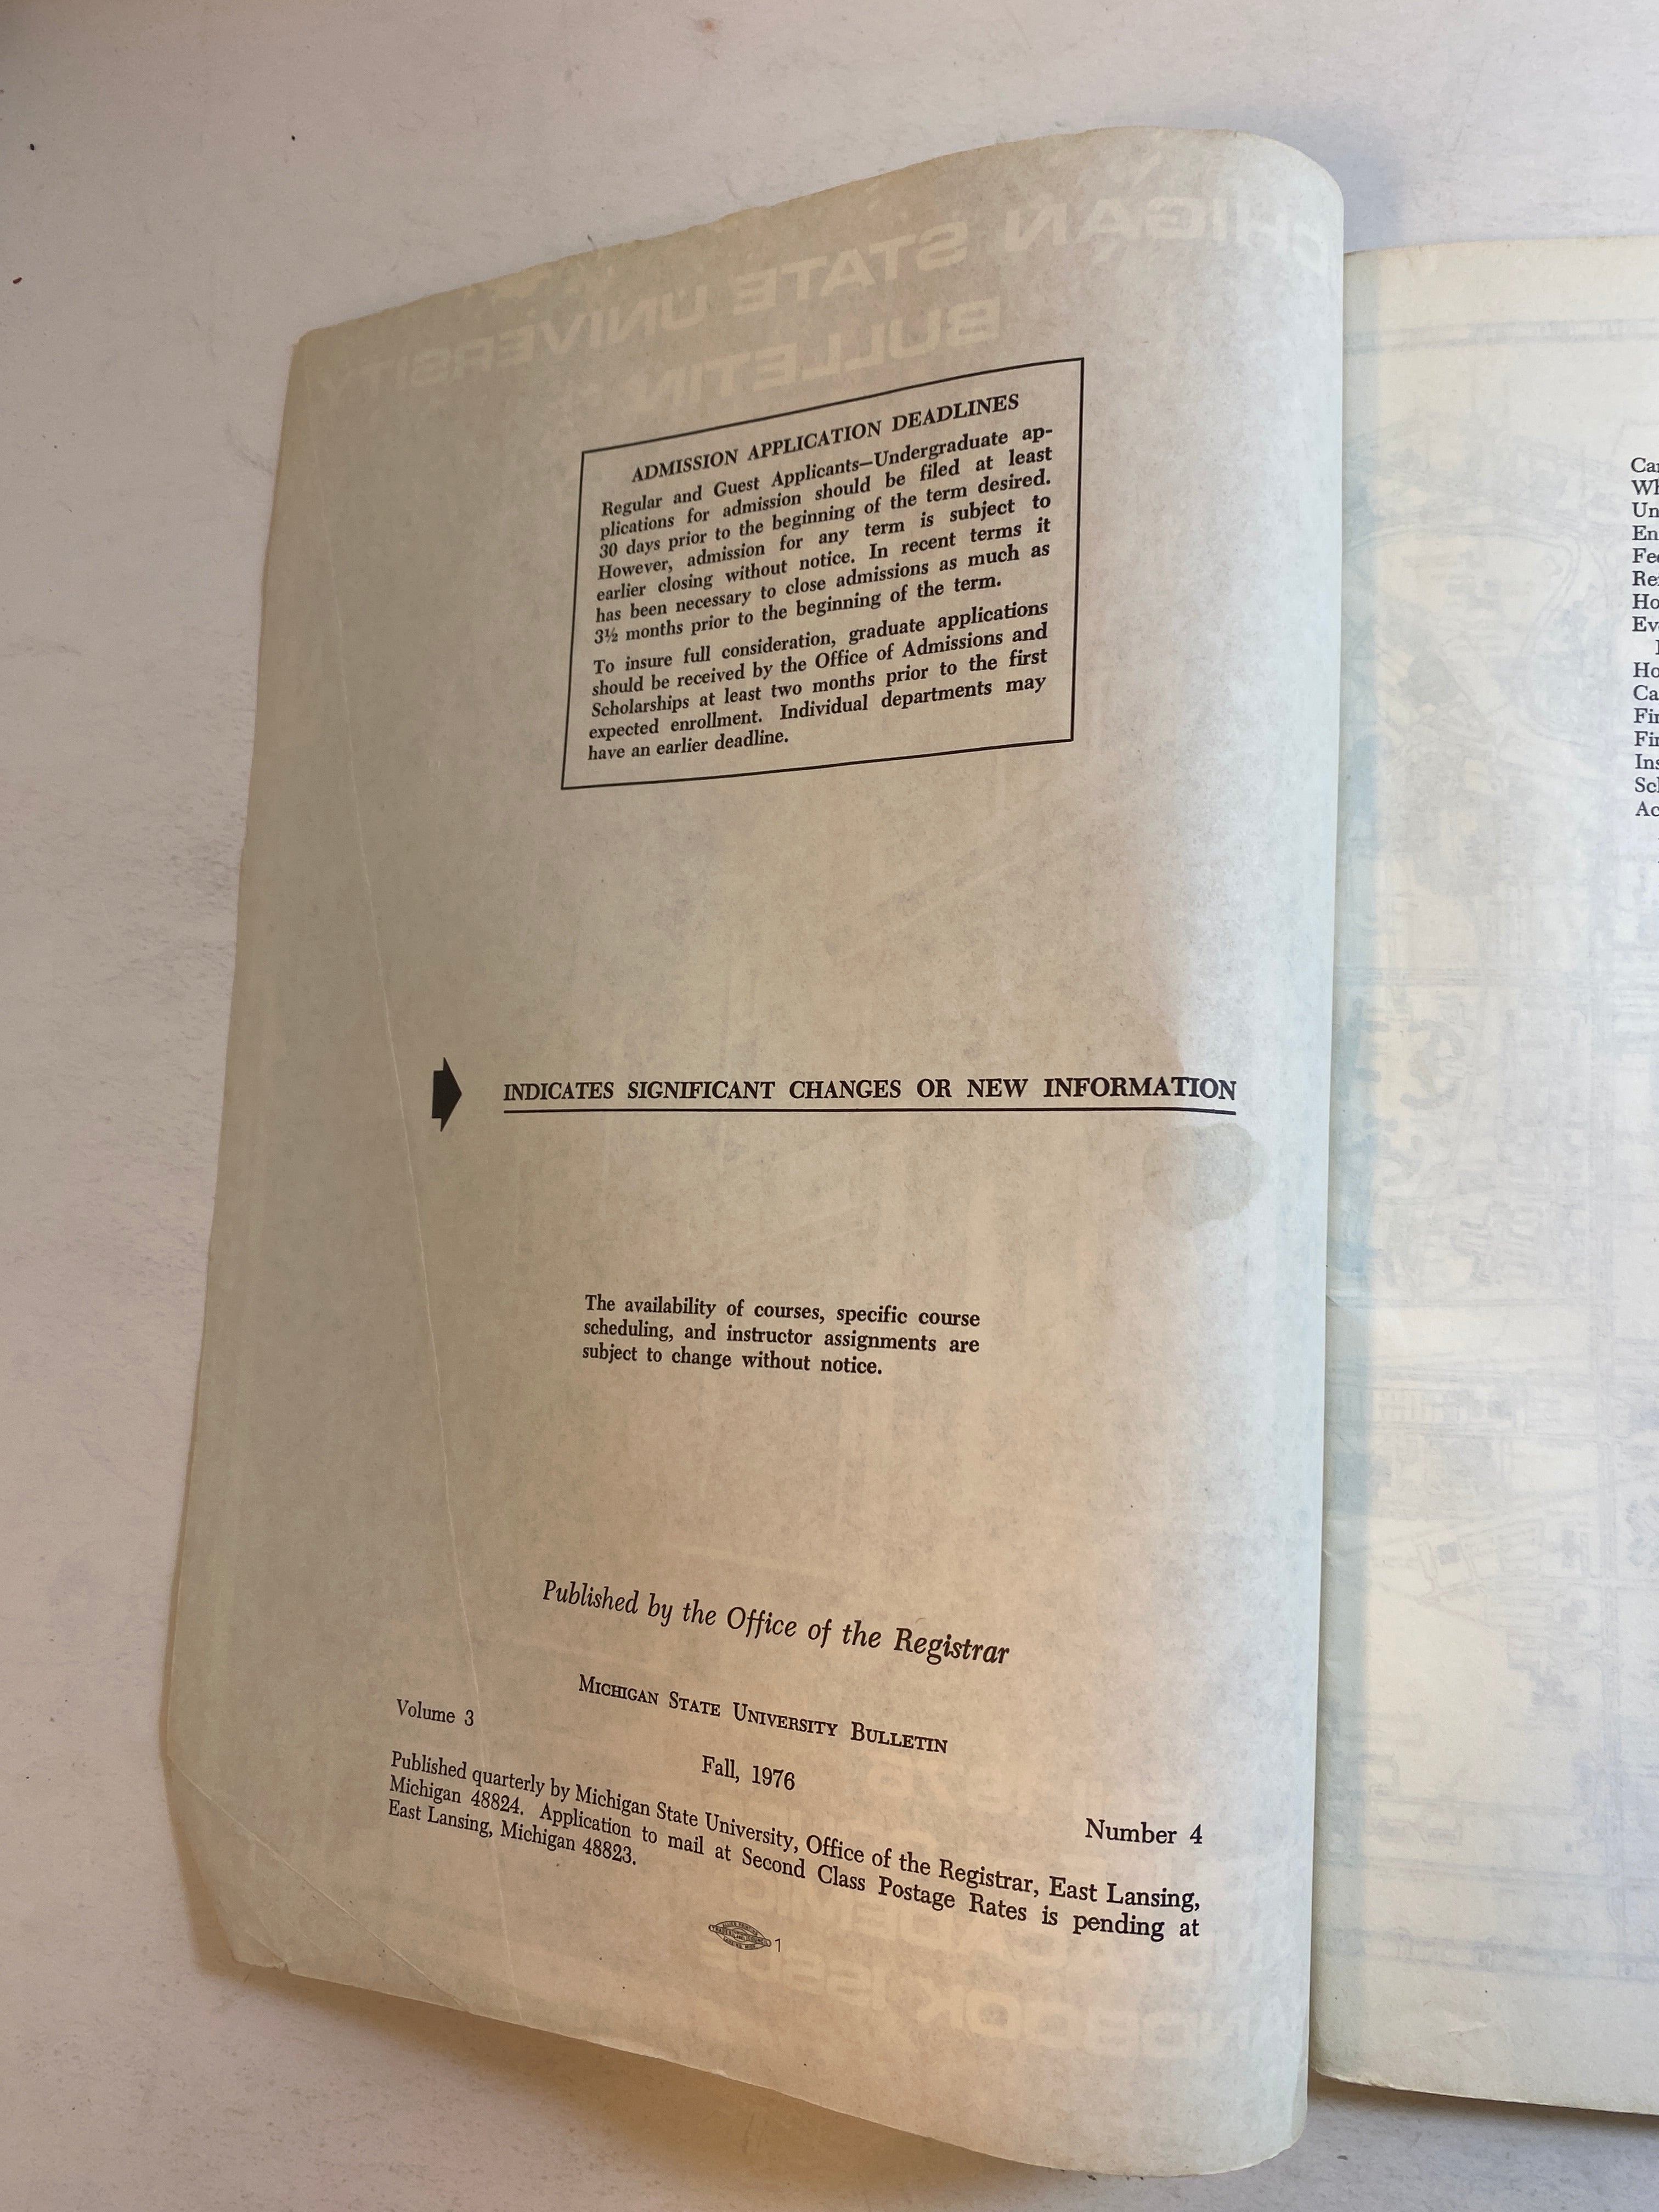 ADMISSION APPLICATION DEADLINES
Regular and Guest Applicants—Undergraduate ap-
plications for admission should be filed at least
30 days prior to the beginning of the term desired.
However, admission for any term is subject to
earlier closing without notice. In recent terms it
has been necessary to close admissions as much as
3½ months prior to the beginning of the term.
To insure full consideration, graduate applications
should be received by the Office of Admissions and
Scholarships at least two months prior to the first
expected enrollment. Individual departments may
have an earlier deadline.
INDICATES SIGNIFICANT CHANGES OR NEW INFORMATION
The availability of courses, specific course
scheduling, and instructor assignments are
subject to change without notice.
Published by the Office of the Registrar
MICHIGAN STATE UNIVERSITY BULLETIN
Volume 3
Fall, 1976
Number 4
Published quarterly by Michigan State University, Office of the Registrar, East Lansing,
Michigan 48824. Application to mail at Second Class Postage Rates is pending at
East Lansing, Michigan 48823.
1